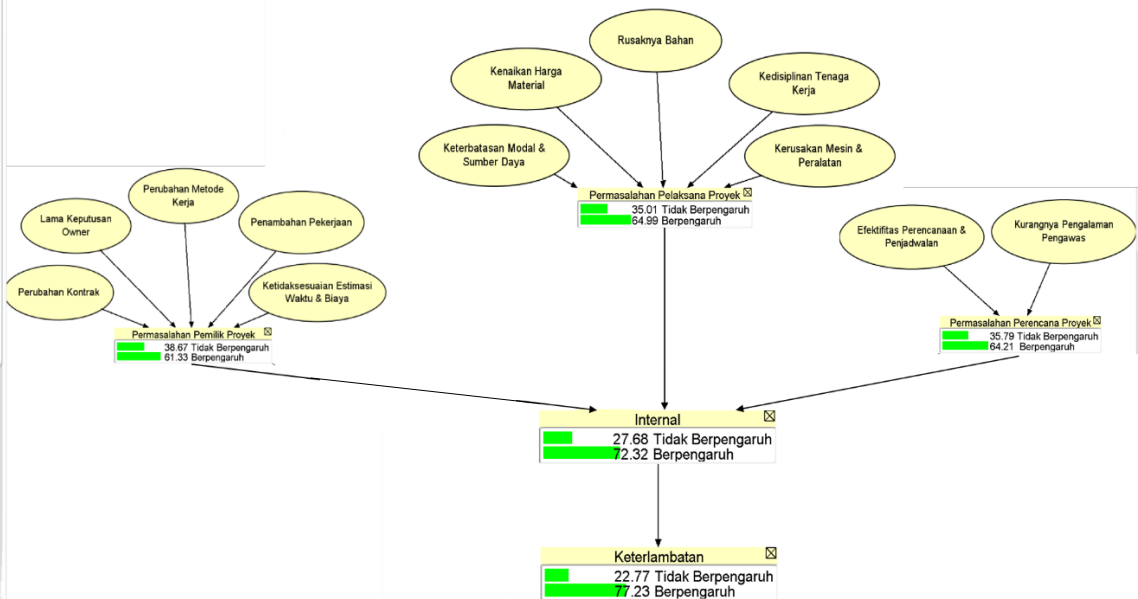 Rusaknya Bahan
Kenaikan Harga
Material
Kedisiplinan Tenaga
Kerja
Keterbatasan Modal &
Sumber Daya
Kerusakan Mesin &
Peralatan
Permasalahan Pelaksana Proyek
35.01 Tidak Berpengaruh
64.99 Berpengaruh
Perubahan Metode
Kerja
Lama Keputusan
Owner
Penambahan Pekerjaan
Perubahan Kontrak
Ketidaksesuaian Estimasi
Waktu & Biaya
Permasalahan Pemilik Proyek
38.67 Tidak Berpengaruh
61.33 Berpengaruh
Efektifitas Perencanaan &
Penjadwalan
Kurangnya Pengalaman
Pengawas
Permasalahan Perencana Proyek
35.79 Tidak Berpengaruh
64.21 Berpengaruh
Internal
27.68 Tidak Berpengaruh
72.32 Berpengaruh
Keterlambatan
22.77 Tidak Berpengaruh
77.23 Berpengaruh